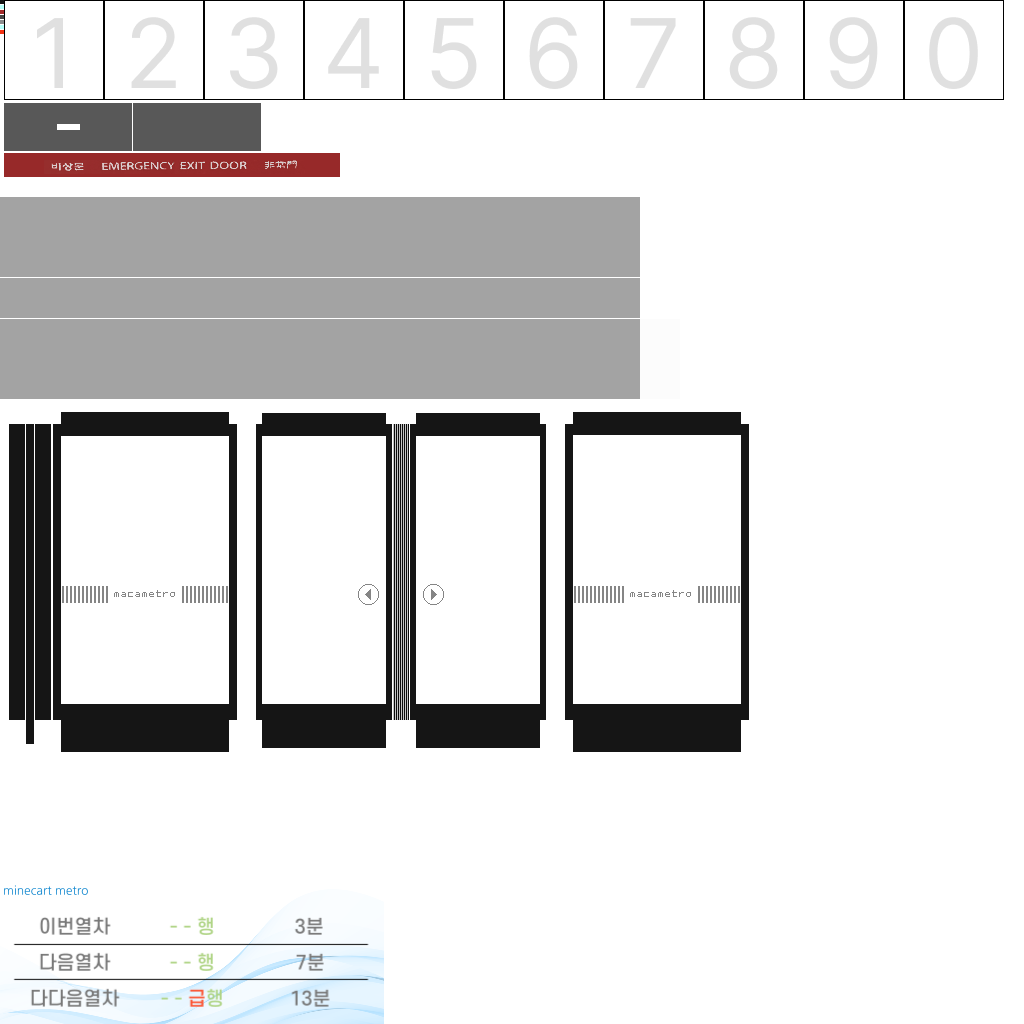 1 2 3 4 5 6 7 8 9 0
비상문 EMERGENCY EXIT DOOR 非常門
macametro macametro
minecart metro
이번열차 - - 행 3분
다음열차 - - 행 7분
다다음열차 - - 급행 13분